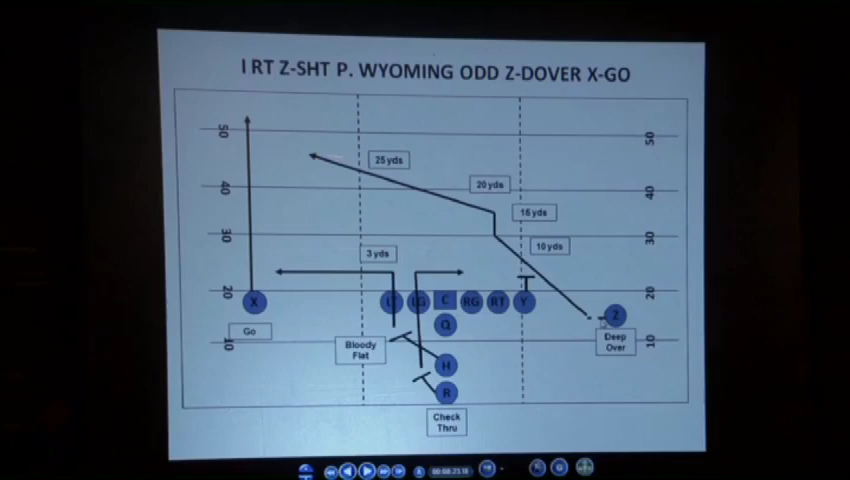 I RT Z-SHT P. WYOMING ODD Z-DOVER X-GO
50
50
25 yds
20 yds
40
40
16 yds
30
30
10 yds
3 yds
20
20
X
LT
LG
C
RG
RT
Y
Z
Q
Go
10
10
Bloody
Flat
Deep
Over
H
R
Check
Thru